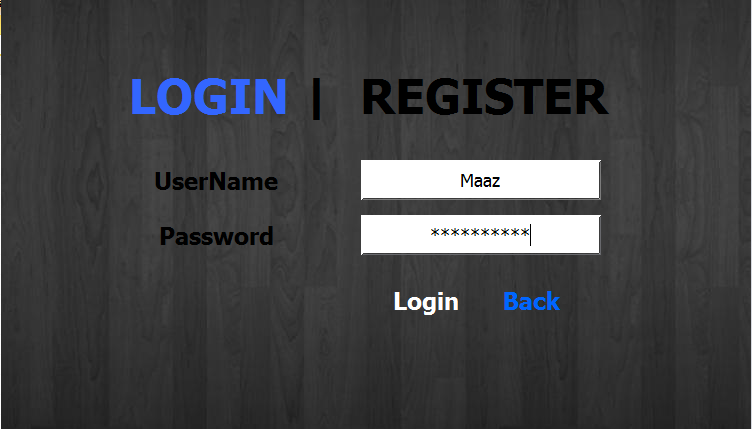 LOGIN | REGISTER
UserName Maaz
Password **********
Login Back